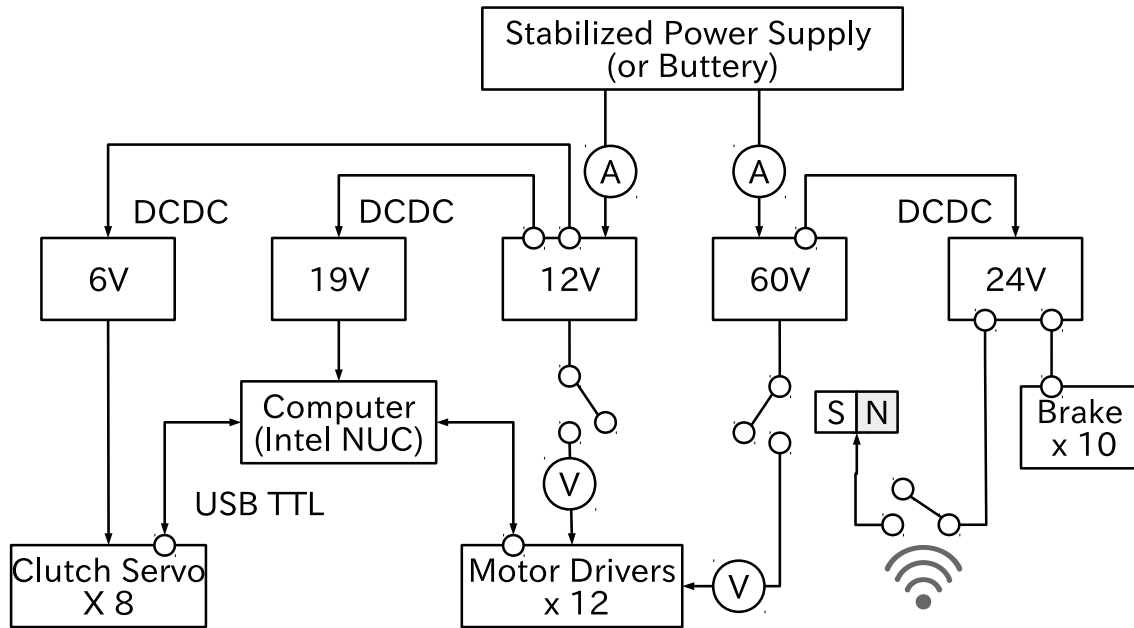 Stabilized Power Supply
(or Buttery)
A
A
DCDC
DCDC
DCDC
6V
19V
12V
60V
24V
Computer
(Intel NUC)
S N
Brake
x 10
V
USB TTL
Clutch Servo
X 8
Motor Drivers
x 12
V